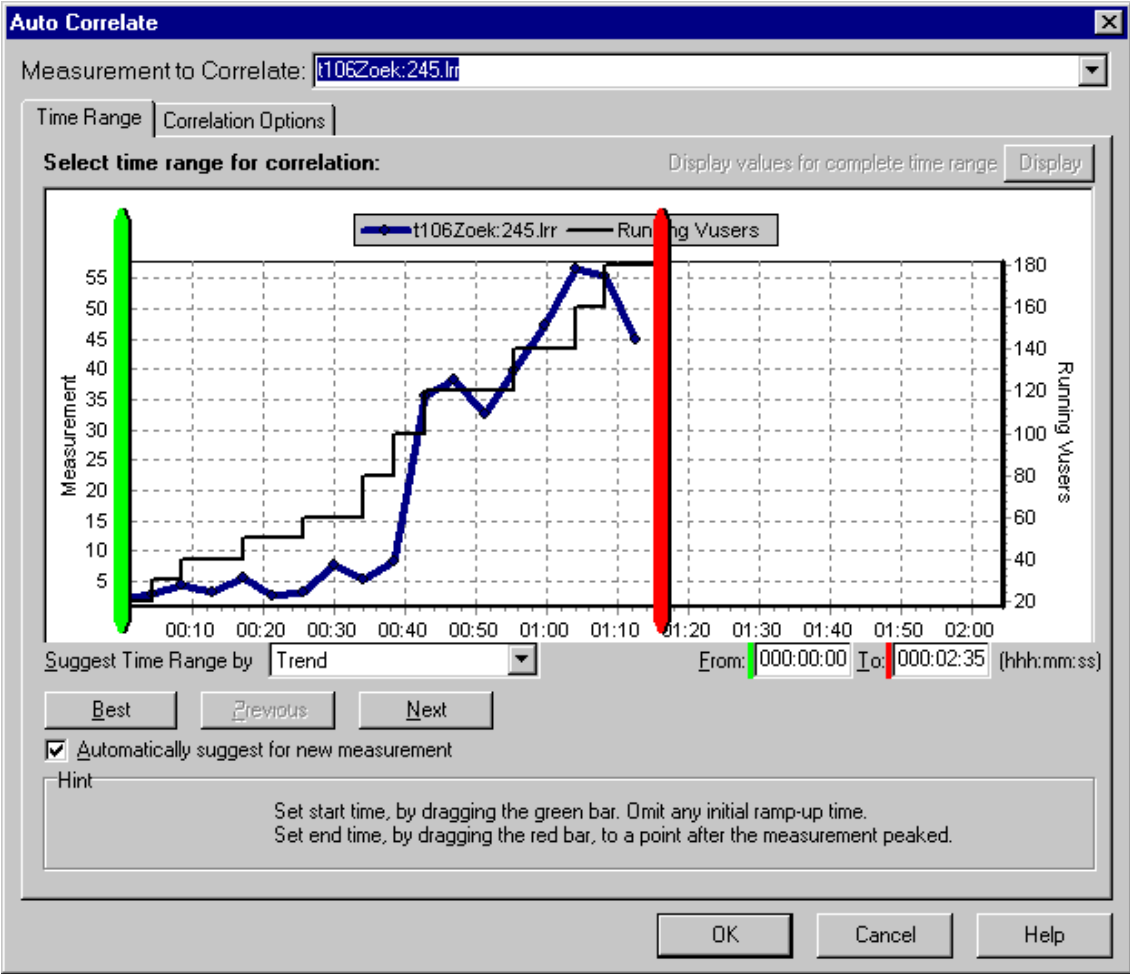 Auto Correlate
Measurement to Correlate: t106Zoek:245.lrr
Time Range Correlation Options
Select time range for correlation: Display values for complete time range Display
t106Zoek:245.lrr Running Vusers
55
50
45
40
35
30
25
20
15
10
5
Measurement
180
160
140
120
100
80
60
40
20
Running Vusers
00:10 00:20 00:30 00:40 00:50 01:00 01:10 01:20 01:30 01:40 01:50 02:00
Suggest Time Range by Trend From: 000:00:00 To: 000:02:35 (hhh:mm:ss)
Best Previous Next
Automatically suggest for new measurement
Hint
Set start time, by dragging the green bar. Omit any initial ramp-up time.
Set end time, by dragging the red bar, to a point after the measurement peaked.
OK Cancel Help